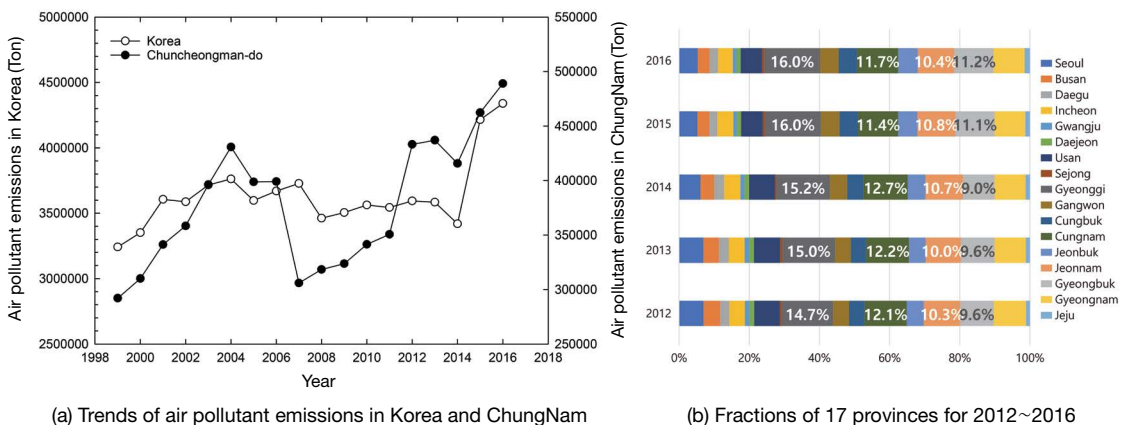 Air pollutant emissions in Korea (Ton)
5000000
4500000
4000000
3500000
3000000
2500000
Korea
Chuncheongman-do
550000
500000
450000
400000
350000
300000
250000
Air pollutant emissions in ChungNam (Ton)
1998 2000 2002 2004 2006 2008 2010 2012 2014 2016 2018
Year
(a) Trends of air pollutant emissions in Korea and ChungNam
2016 16.0% 11.7% 10.4% 11.2%
2015 16.0% 11.4% 10.8% 11.1%
2014 15.2% 12.7% 10.7% 9.0%
2013 15.0% 12.2% 10.0% 9.6%
2012 14.7% 12.1% 10.3% 9.6%
0% 20% 40% 60% 80% 100%
Seoul
Busan
Daegu
Incheon
Gwangju
Daejeon
Usan
Sejong
Gyeonggi
Gangwon
Cungbuk
Cungnam
Jeonbuk
Jeonnam
Gyeongbuk
Gyeongnam
Jeju
(b) Fractions of 17 provinces for 2012~2016